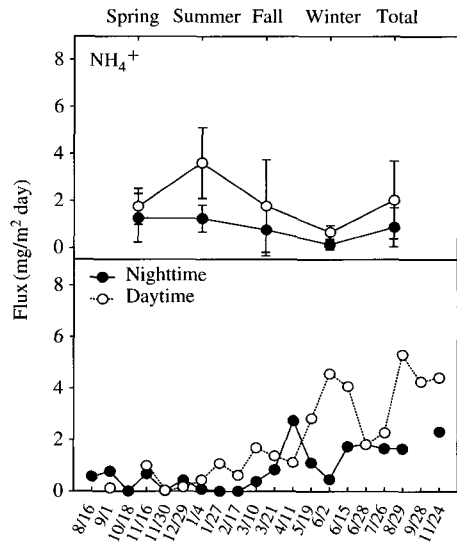 Spring Summer Fall Winter Total
8
NH₄⁺
6
4
2
0
Flux (mg/m² day)
Nighttime
Daytime
8
6
4
2
0
8/16 9/1 10/18 11/16 11/30 12/29 1/4 1/27 2/17 3/10 3/21 4/11 5/19 6/2 6/15 6/28 7/26 8/29 9/28 11/24